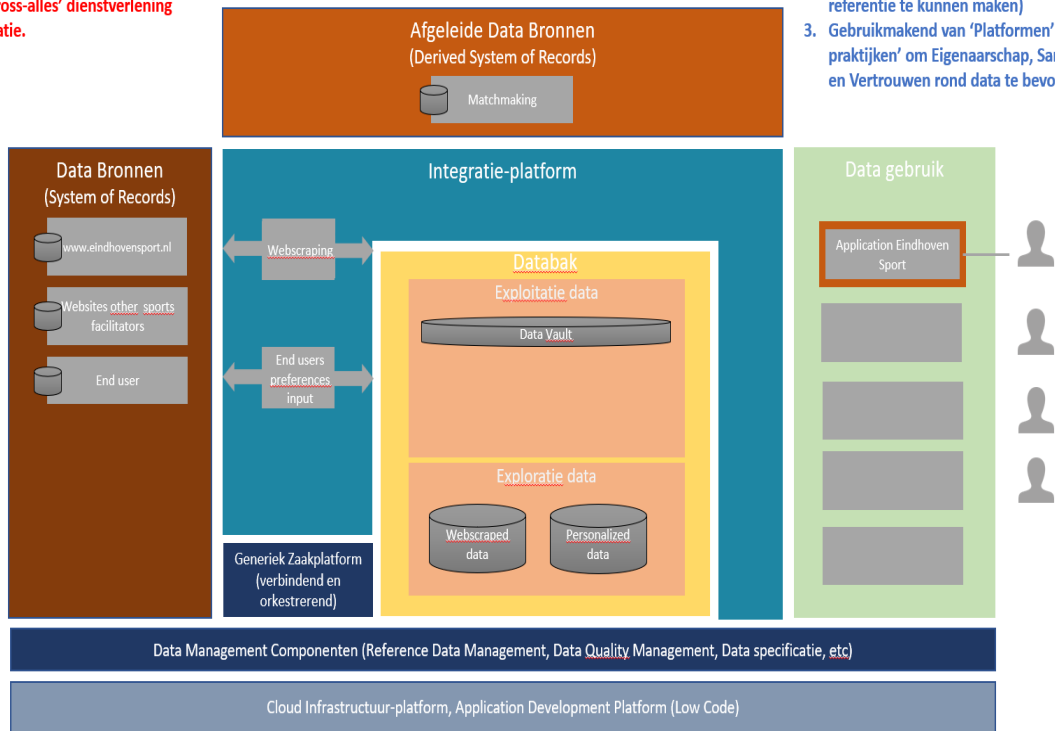 ross-alles’ dienstverlening
atie.
referentie te kunnen maken)
3. Gebruikmakend van ‘Platformen’
praktijken’ om Eigenaarschap, Sa
en Vertrouwen rond data te bevo
Afgeleide Data Bronnen
(Derived System of Records)
Matchmaking
Data Bronnen
(System of Records)
www.eindhovensport.nl
Websites other sports
facilitators
End user
Integratie-platform
Webscraping
End users
preferences
input
Databak
Exploitatie data
Data Vault
Exploratie data
Webscraped
data
Personalized
data
Generiek Zaakplatform
(verbindend en
orkestrerend)
Data gebruik
Application Eindhoven
Sport
Data Management Componenten (Reference Data Management, Data Quality Management, Data specificatie, etc)
Cloud Infrastructuur-platform, Application Development Platform (Low Code)